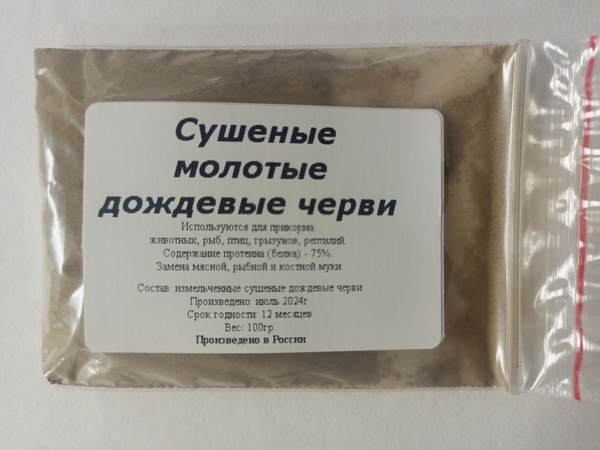 Сушеные
молотые
дождевые черви
Используются для прикорма:
животных, рыб, птиц, грызунов, рептилий.
Содержание протеина (белка) - 75%.
Замена мясной, рыбной и костной муки
Состав: измельченные сушеные дождевые черви
Произведено: июль 2024г
Срок годности: 12 месяцев
Вес: 100гр.
Произведено в России